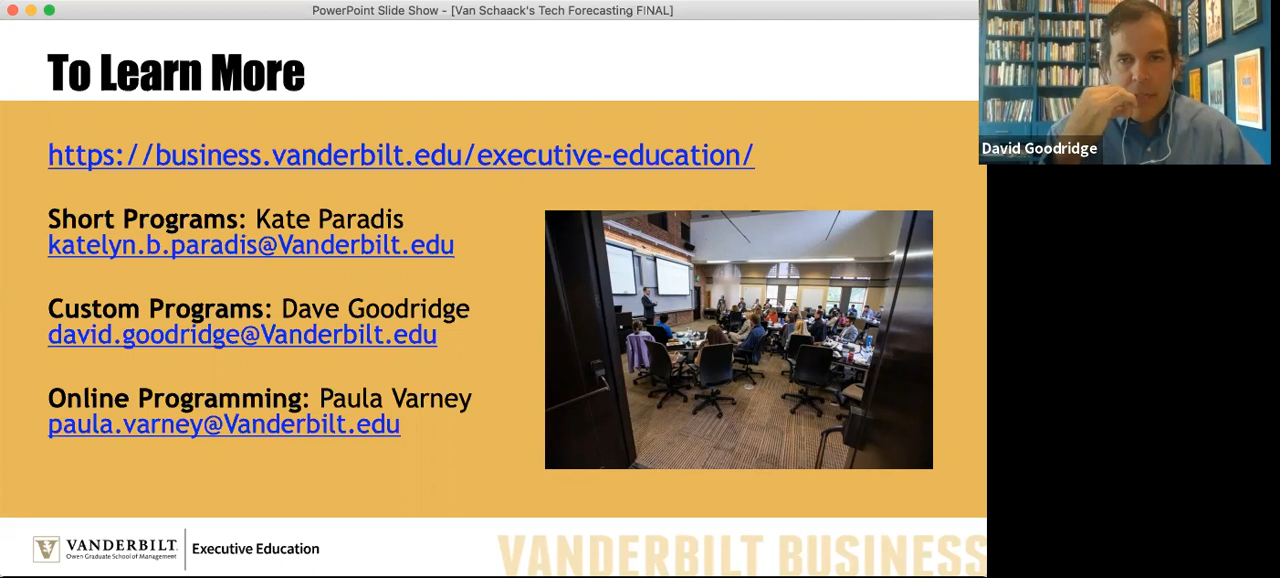 PowerPoint Slide Show - [Van Schaack's Tech Forecasting FINAL]
To Learn More
https://business.vanderbilt.edu/executive-education/
Short Programs: Kate Paradis
katelyn.b.paradis@Vanderbilt.edu
Custom Programs: Dave Goodridge
david.goodridge@Vanderbilt.edu
Online Programming: Paula Varney
paula.varney@Vanderbilt.edu
David Goodridge
VANDERBILT
Owen Graduate School of Management
Executive Education
VANDERBILT BUSINESS